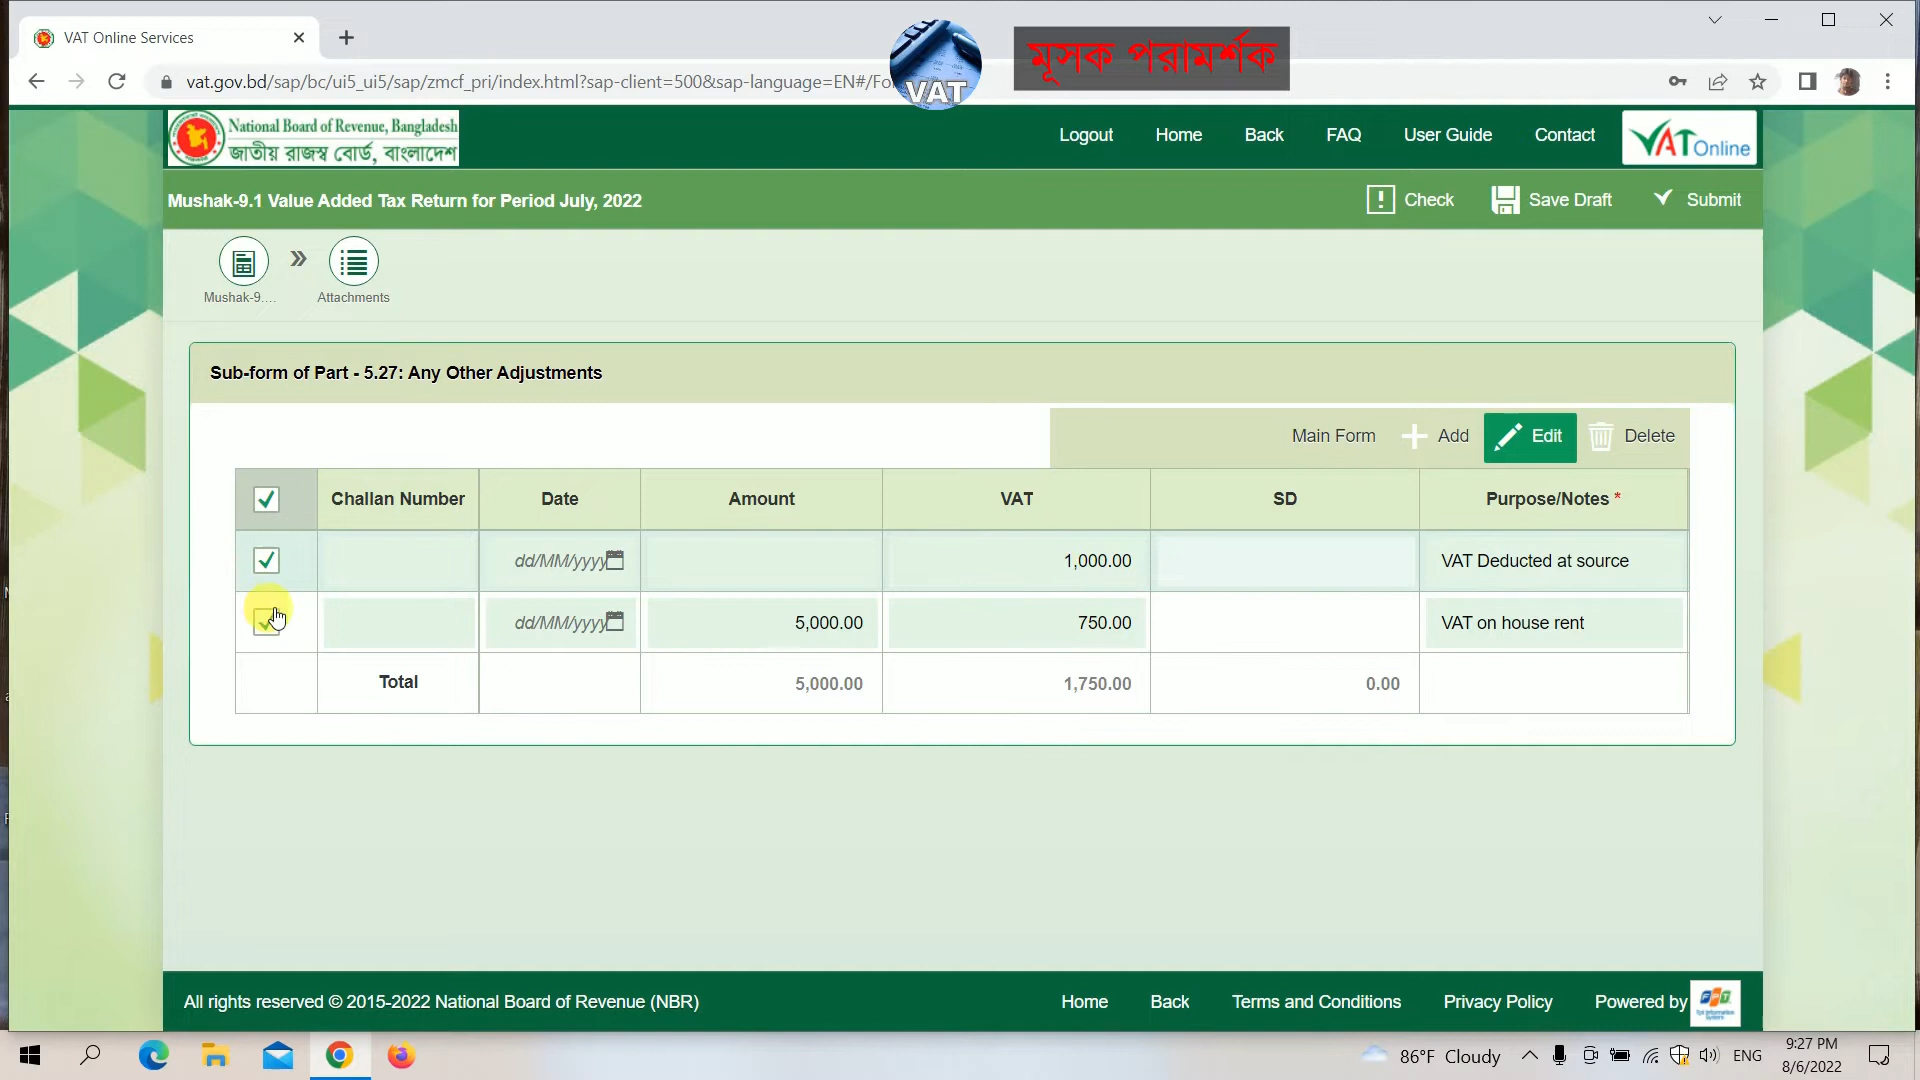 VAT Online Services
vat.gov.bd/sap/bc/ui5_ui5/sap/zmcf_pri/index.html?sap-client=500&sap-language=EN#/Fo
VAT
মূসক পরামর্শক
National Board of Revenue, Bangladesh
জাতীয় রাজস্ব বোর্ড, বাংলাদেশ
Logout Home Back FAQ User Guide Contact
VAT Online
Mushak-9.1 Value Added Tax Return for Period July, 2022
Check Save Draft Submit
Mushak-9.... » Attachments
Sub-form of Part - 5.27: Any Other Adjustments
Main Form Add Edit Delete
Challan Number Date Amount VAT SD Purpose/Notes *
dd/MM/yyyy 1,000.00 VAT Deducted at source
dd/MM/yyyy 5,000.00 750.00 VAT on house rent
Total 5,000.00 1,750.00 0.00
All rights reserved © 2015-2022 National Board of Revenue (NBR)
Home Back Terms and Conditions Privacy Policy Powered by
FPT
86°F Cloudy ENG 9:27 PM
8/6/2022